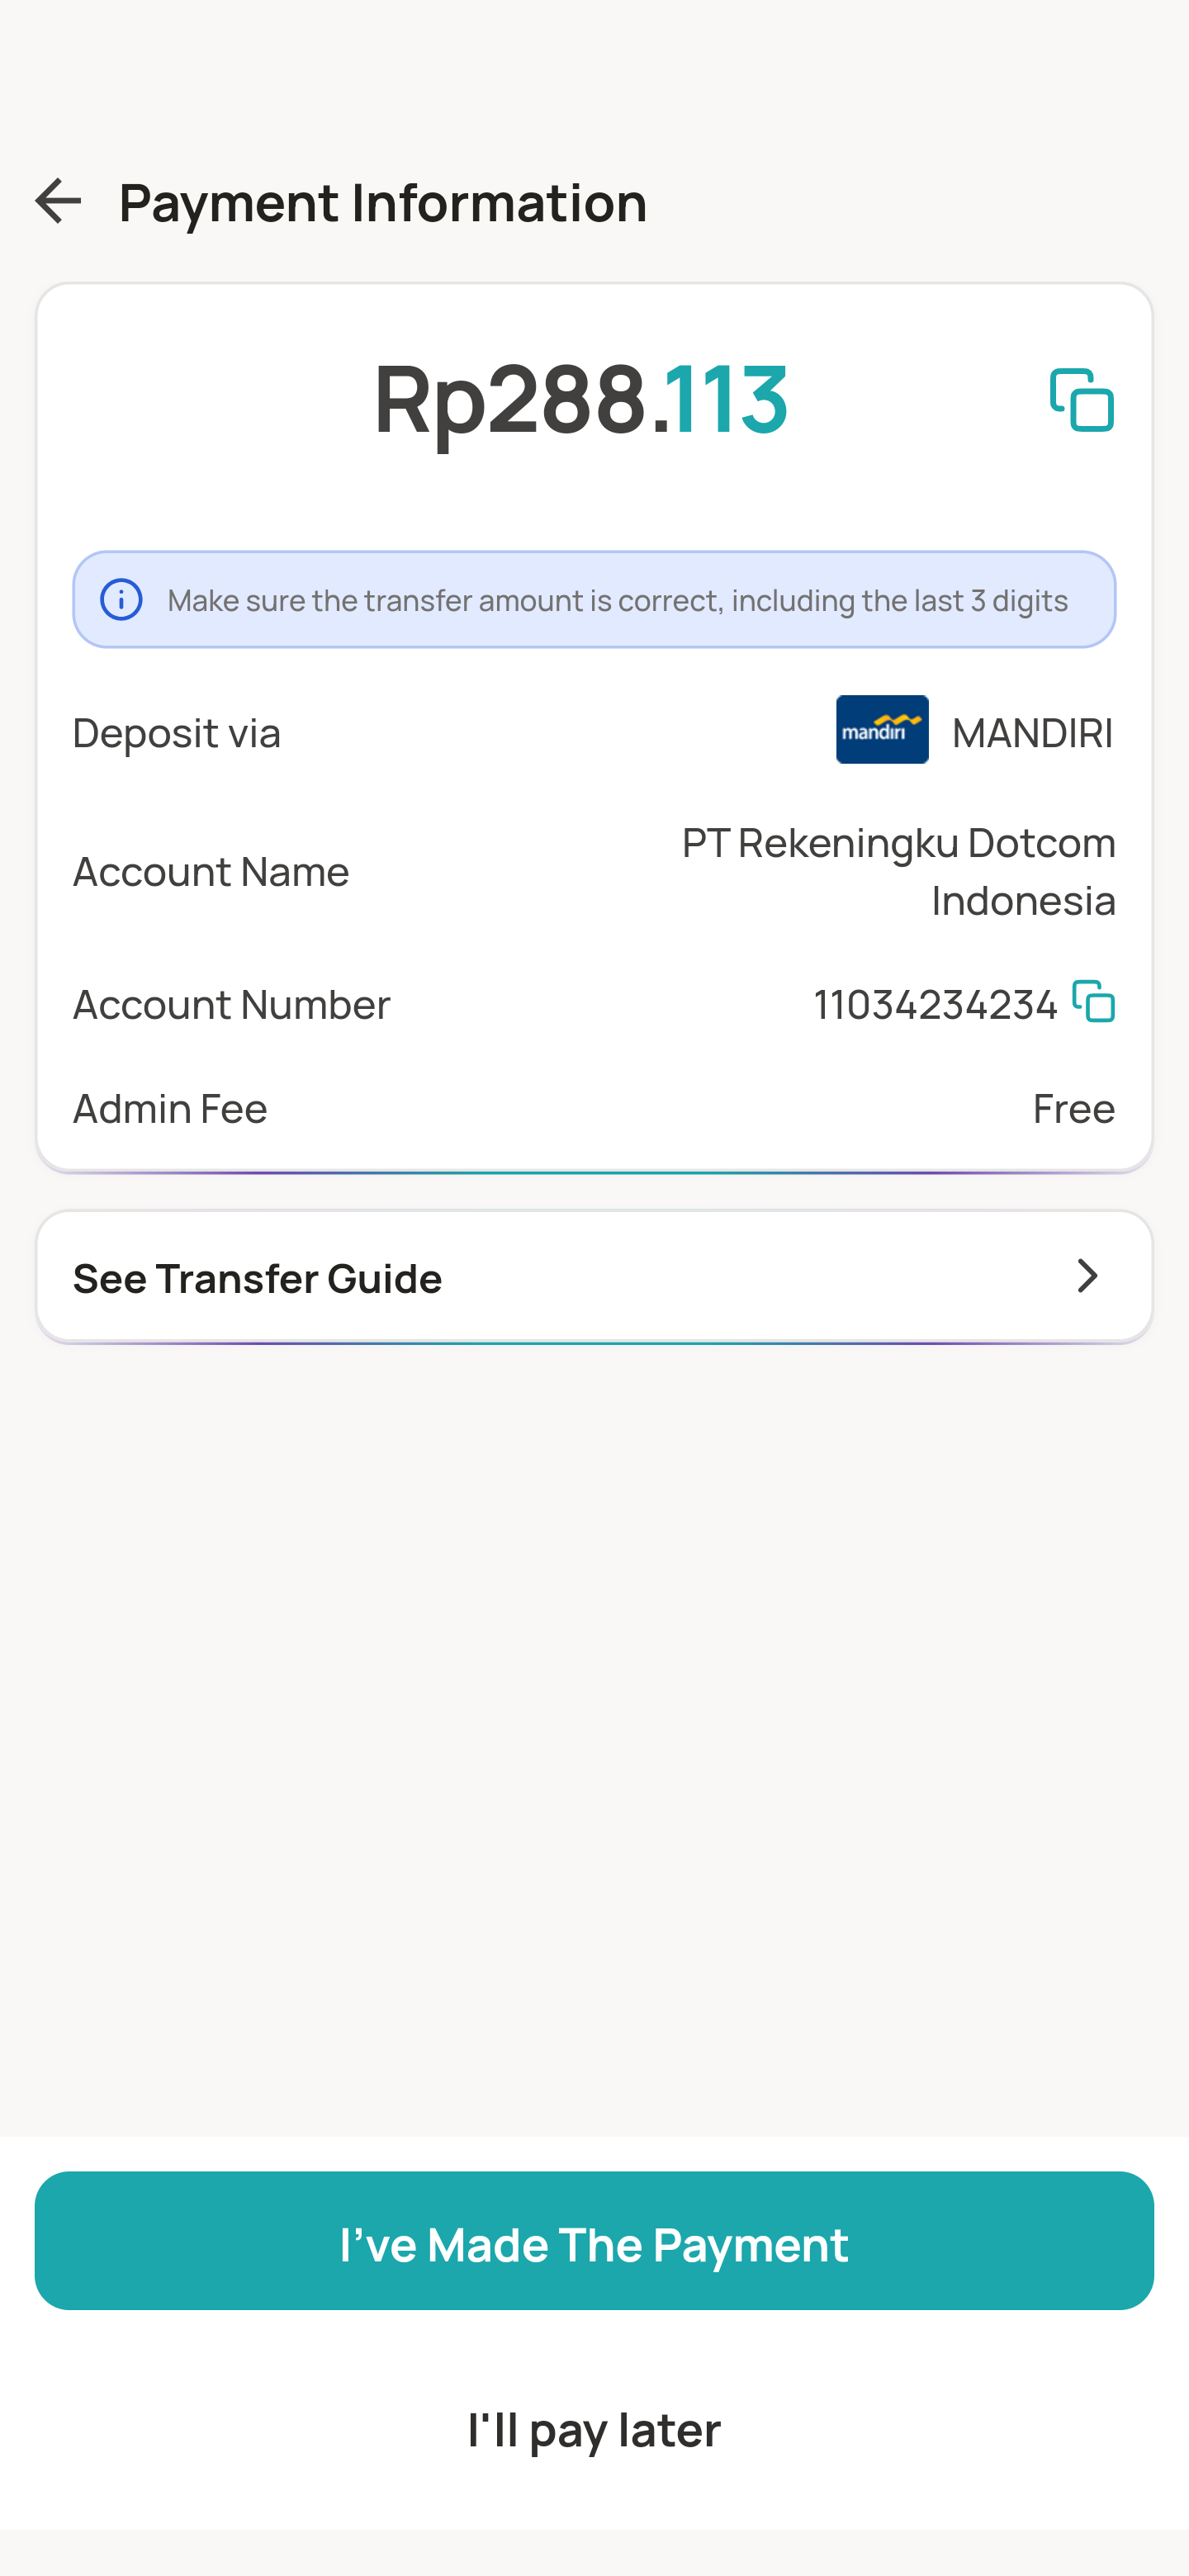 Payment Information
Rp288.113
Make sure the transfer amount is correct, including the last 3 digits
Deposit via
mandiri
MANDIRI
Account Name
PT Rekeningku Dotcom
Indonesia
Account Number
11034234234
Admin Fee
Free
See Transfer Guide
I’ve Made The Payment
I'll pay later